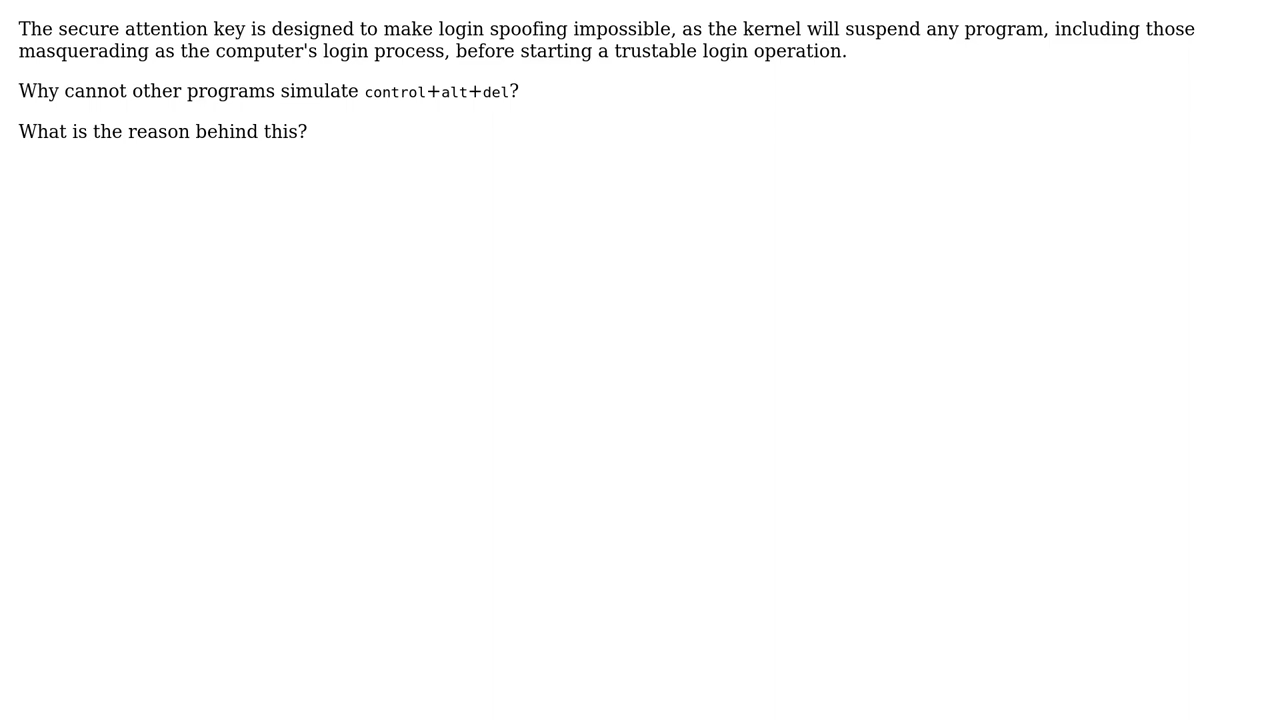 The secure attention key is designed to make login spoofing impossible, as the kernel will suspend any program, including those
masquerading as the computer's login process, before starting a trustable login operation.
Why cannot other programs simulate control+alt+del?
What is the reason behind this?